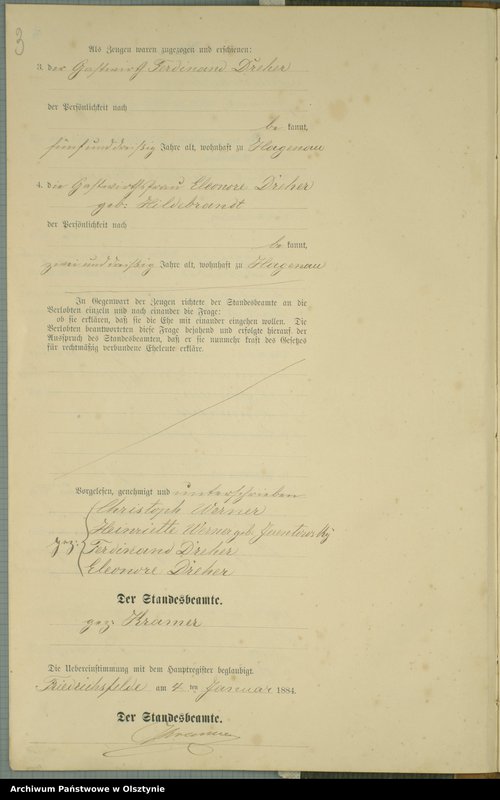 3
Als Zeugen waren zugezogen und erschienen:
3. der Gastwirth Ferdinand Dreher
der Persönlichkeit nach
be kannt,
fünfunddreißig Jahre alt, wohnhaft zu Hagenau
4. die Gastwirthsfrau Eleonore Dreher
geb: Hildebrandt
der Persönlichkeit nach
be kannt,
zweiunddreißig Jahre alt, wohnhaft zu Hagenau
In Gegenwart der Zeugen richtete der Standesbeamte an die
Verlobten einzeln und nach einander die Frage:
ob sie erklären, daß sie die Ehe mit einander eingehen wollen. Die
Verlobten beantworteten diese Frage bejahend und erfolgte hierauf der
Ausspruch des Standesbeamten, daß er sie nunmehr kraft des Gesetzes
für rechtmäßig verbundene Eheleute erkläre.
Vorgelesen, genehmigt und unterschrieben
Christoph Werner
Heinriette Werner geb.
gez: Ferdinand Dreher
Eleonore Dreher
Der Standesbeamte.
gez Kramer
Die Uebereinstimmung mit dem Hauptregister beglaubigt.
Friedrichsfelde am 4 ten Januar 1884.
Der Standesbeamte.
Kramer
Archiwum Państwowe w Olsztynie